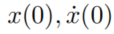 x(0), ẋ(0)